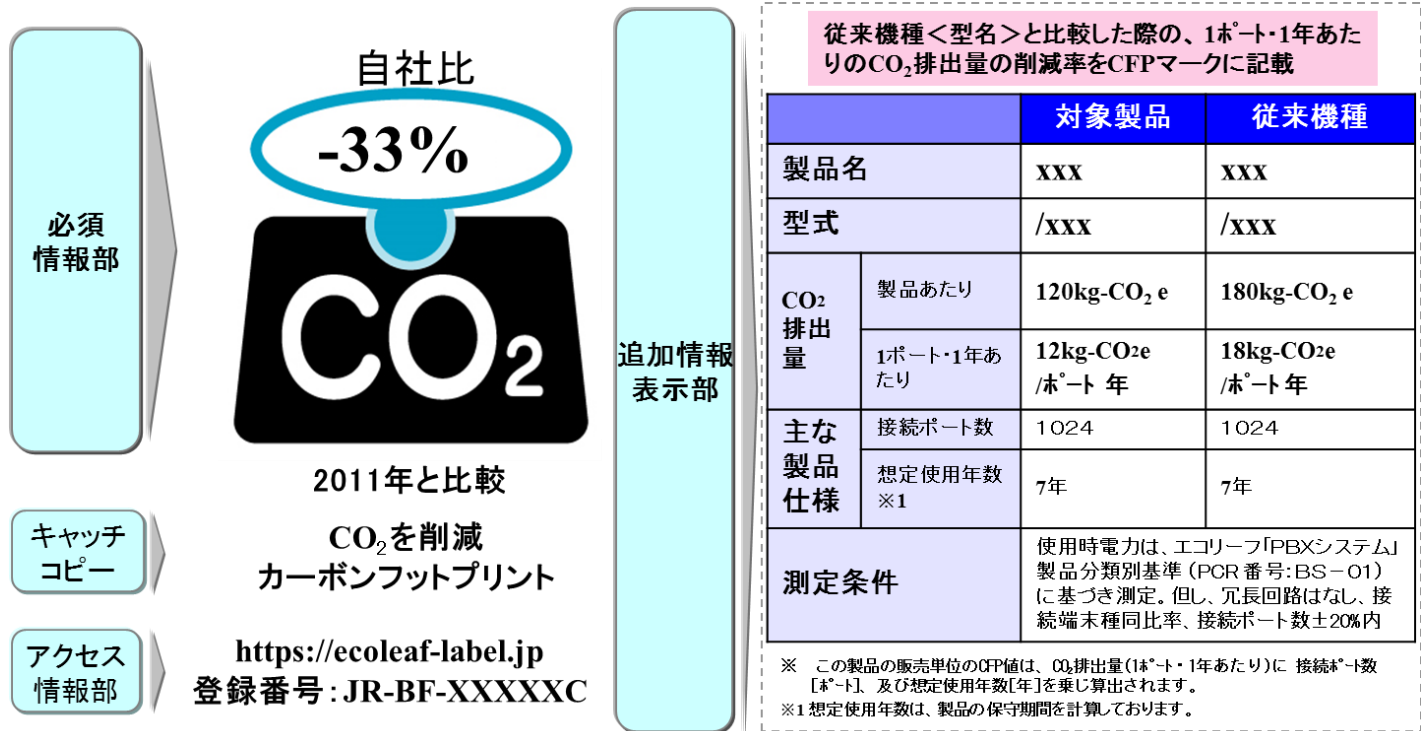 必須
情報部
自社比
-33%
CO2
2011年と比較
キャッチ
コピー
CO₂を削減
カーボンフットプリント
アクセス
情報部
https://ecoleaf-label.jp
登録番号：JR-BF-XXXXXC
追加情報
表示部
従来機種＜型名＞と比較した際の、1ﾎﾟｰﾄ・1年あた
りのCO₂排出量の削減率をCFPマークに記載
対象製品 従来機種
製品名 xxx xxx
型式 /xxx /xxx
CO2
排出
量
製品あたり 120kg-CO₂ e 180kg-CO₂ e
1ポート・1年あ
たり
12kg-CO2e
/ﾎﾟｰﾄ 年
18kg-CO2e
/ﾎﾟｰﾄ 年
主な
製品
仕様
接続ポート数 1024 1024
想定使用年数
※1
7年 7年
測定条件
使用時電力は、エコリーフ「PBXシステム」
製品分類別基準（PCR番号：BS－01）
に基づき測定。但し、冗長回路はなし、接
続端末種同比率、接続ポート数±20%内
※ この製品の販売単位のCFP値は、CO₂排出量(1ﾎﾟｰﾄ・1年あたり)に 接続ﾎﾟｰﾄ数
[ﾎﾟｰﾄ]、及び想定使用年数[年]を乗じ算出されます。
※1 想定使用年数は、製品の保守期間を計算しております。